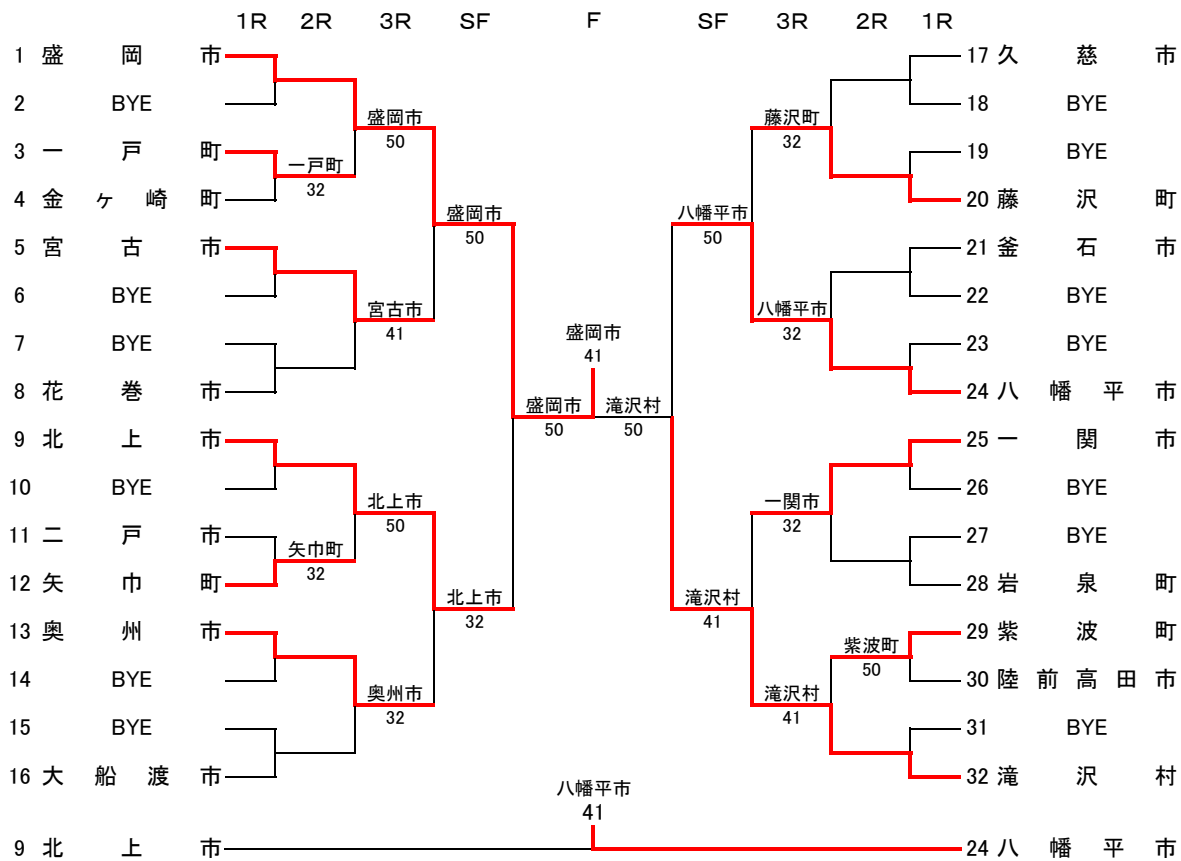 1R 2R 3R SF F SF 3R 2R 1R
1 盛岡市 17 久慈市
2 BYE 18 BYE
盛岡市 藤沢町
50 32
3 一戸町 19 BYE
一戸町
32
4 金ヶ崎町 20 藤沢町
盛岡市 八幡平市
50 50
5 宮古市 21 釜石市
6 BYE 22 BYE
宮古市 八幡平市
41 32
盛岡市
7 BYE 23 BYE
41
8 花巻市 24 八幡平市
盛岡市 滝沢村
50 50
9 北上市 25 一関市
10 BYE 26 BYE
北上市 一関市
50 32
11 二戸市 27 BYE
矢巾町
32
12 矢巾町 28 岩泉町
北上市 滝沢村
32 41
13 奥州市 29 紫波町
紫波町
50
14 BYE 30 陸前高田市
奥州市 滝沢村
32 41
15 BYE 31 BYE
16 大船渡市 32 滝沢村
八幡平市
41
9 北上市 24 八幡平市